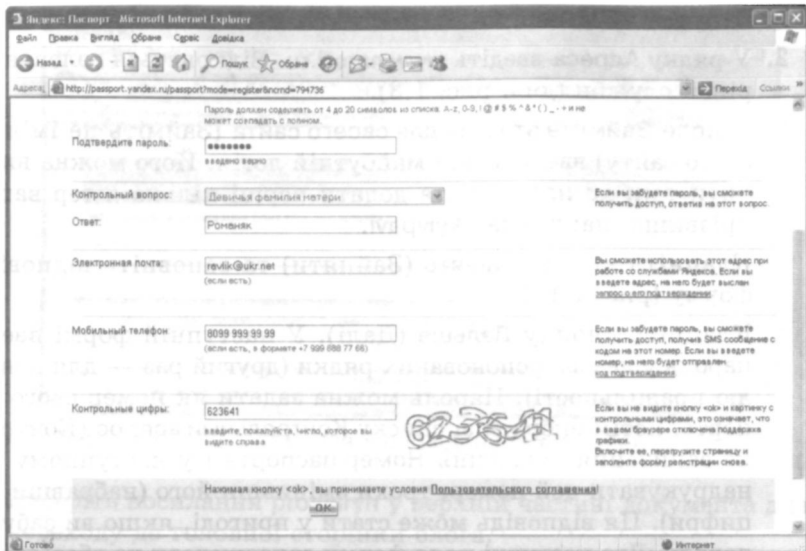 Яндекс: Паспорт - Microsoft Internet Explorer
Файл Правка Вигляд Обране Сервіс Довідка
Назад Пошук Обране
Адреса: http://passport.yandex.ru/passport?mode=register&ncrnd=794736 Перехід Ссылки
Пароль должен содержать от 4 до 20 символов из списка: A-z, 0-9, ! @ # $ % ^ & * ( ) _ - + и не
может совпадать с логином.
Подтвердите пароль:
введено верно
Контрольный вопрос: Девичья фамилия матери
Если вы забудете пароль, вы сможете
получить доступ, ответив на этот вопрос.
Ответ: Романяк
Электронная почта: revlik@ukr.net
(если есть)
Вы сможете использовать этот адрес при
работе со службами Яндекса. Если вы
введете адрес, на него будет выслан
запрос о его подтверждении.
Мобильный телефон: 8099 999 99 99
(если есть, в формате +7 999 888 77 66)
Если вы забудете пароль, вы сможете
получить доступ, получив SMS сообщение с
кодом на этот номер. Если вы введете
номер, на него будет отправлен
код подтверждения.
Контрольные цифры: 623641
введите, пожалуйста, число, которое вы
видите справа
623641
Если вы не видите кнопку «ok» и картинку с
контрольными цифрами, это означает, что
в вашем браузере отключена поддержка
графики.
Включите ее, перегрузите страницу и
заполните форму регистрации снова.
Нажимая кнопку «ok», вы принимаете условия Пользовательского соглашения!
OK
Готово Интернет